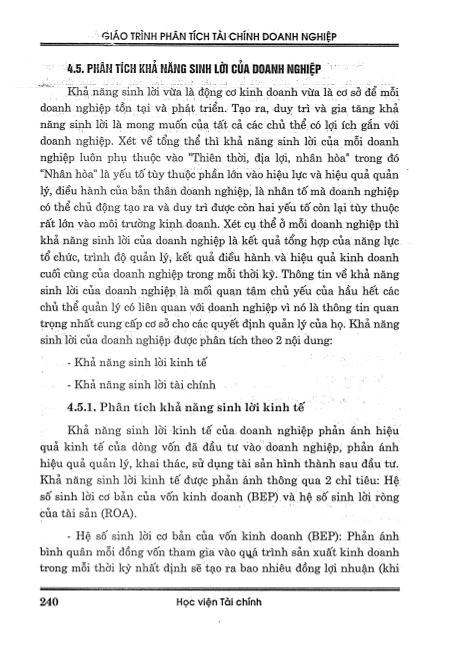 GIÁO TRÌNH PHÂN TÍCH TÀI CHÍNH DOANH NGHIỆP
4.5. PHÂN TÍCH KHẢ NĂNG SINH LỜI CỦA DOANH NGHIỆP
Khả năng sinh lời vừa là động cơ kinh doanh vừa là cơ sở để mỗi
doanh nghiệp tồn tại và phát triển. Tạo ra, duy trì và gia tăng khả
năng sinh lời là mong muốn của tất cả các chủ thể có lợi ích gắn với
doanh nghiệp. Xét về tổng thể thì khả năng sinh lời của mỗi doanh
nghiệp luôn phụ thuộc vào "Thiên thời, địa lợi, nhân hòa" trong đó
"Nhân hòa" là yếu tố tùy thuộc phần lớn vào hiệu lực và hiệu quả quản
lý, điều hành của bản thân doanh nghiệp, là nhân tố mà doanh nghiệp
có thể chủ động tạo ra và duy trì được còn hai yếu tố còn lại tùy thuộc
rất lớn vào môi trường kinh doanh. Xét cụ thể ở mỗi doanh nghiệp thì
khả năng sinh lời của doanh nghiệp là kết quả tổng hợp của năng lực
tổ chức, trình độ quản lý, kết quả điều hành và hiệu quả kinh doanh
cuối cùng của doanh nghiệp trong mỗi thời kỳ. Thông tin về khả năng
sinh lời của doanh nghiệp là mối quan tâm chủ yếu của hầu hết các
chủ thể quản lý có liên quan với doanh nghiệp vì nó là thông tin quan
trọng nhất cung cấp cơ sở cho các quyết định quản lý của họ. Khả năng
sinh lời của doanh nghiệp được phân tích theo 2 nội dung:
- Khả năng sinh lời kinh tế
- Khả năng sinh lời tài chính
4.5.1. Phân tích khả năng sinh lời kinh tế
Khả năng sinh lời kinh tế của doanh nghiệp phản ánh hiệu
quả kinh tế của dòng vốn đã đầu tư vào doanh nghiệp, phản ánh
hiệu quả quản lý, khai thác, sử dụng tài sản hình thành sau đầu tư.
Khả năng sinh lời kinh tế được phản ánh thông qua 2 chỉ tiêu: Hệ
số sinh lời cơ bản của vốn kinh doanh (BEP) và hệ số sinh lời ròng
của tài sản (ROA).
- Hệ số sinh lời cơ bản của vốn kinh doanh (BEP): Phản ánh
bình quân mỗi đồng vốn tham gia vào quá trình sản xuất kinh doanh
trong mỗi thời kỳ nhất định sẽ tạo ra bao nhiêu đồng lợi nhuận (khi
240 Học viện Tài chính